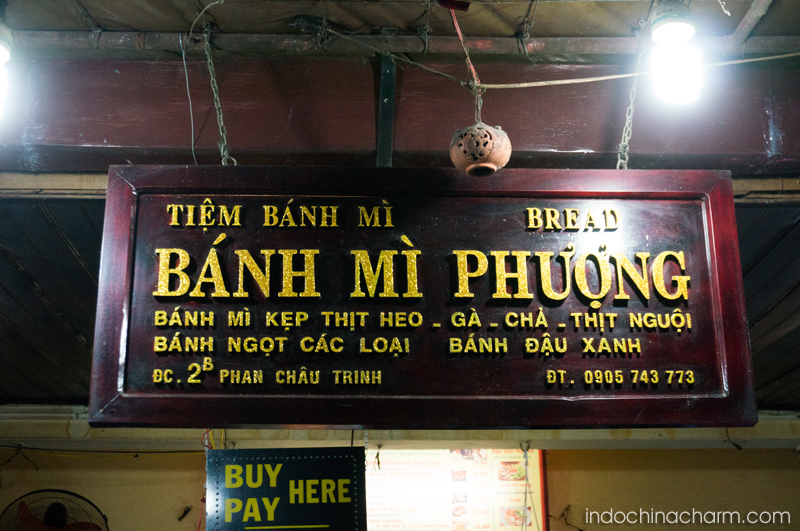 TIỆM BÁNH MÌ BREAD
BÁNH MÌ PHƯỢNG
BÁNH MÌ KẸP THỊT HEO - GÀ - CHẢ - THỊT NGUỘI
BÁNH NGỌT CÁC LOẠI BÁNH ĐẬU XANH
ĐC. 2B PHAN CHÂU TRINH ĐT. 0905 743 773
BUY HERE
PAY
indochinacharm.com